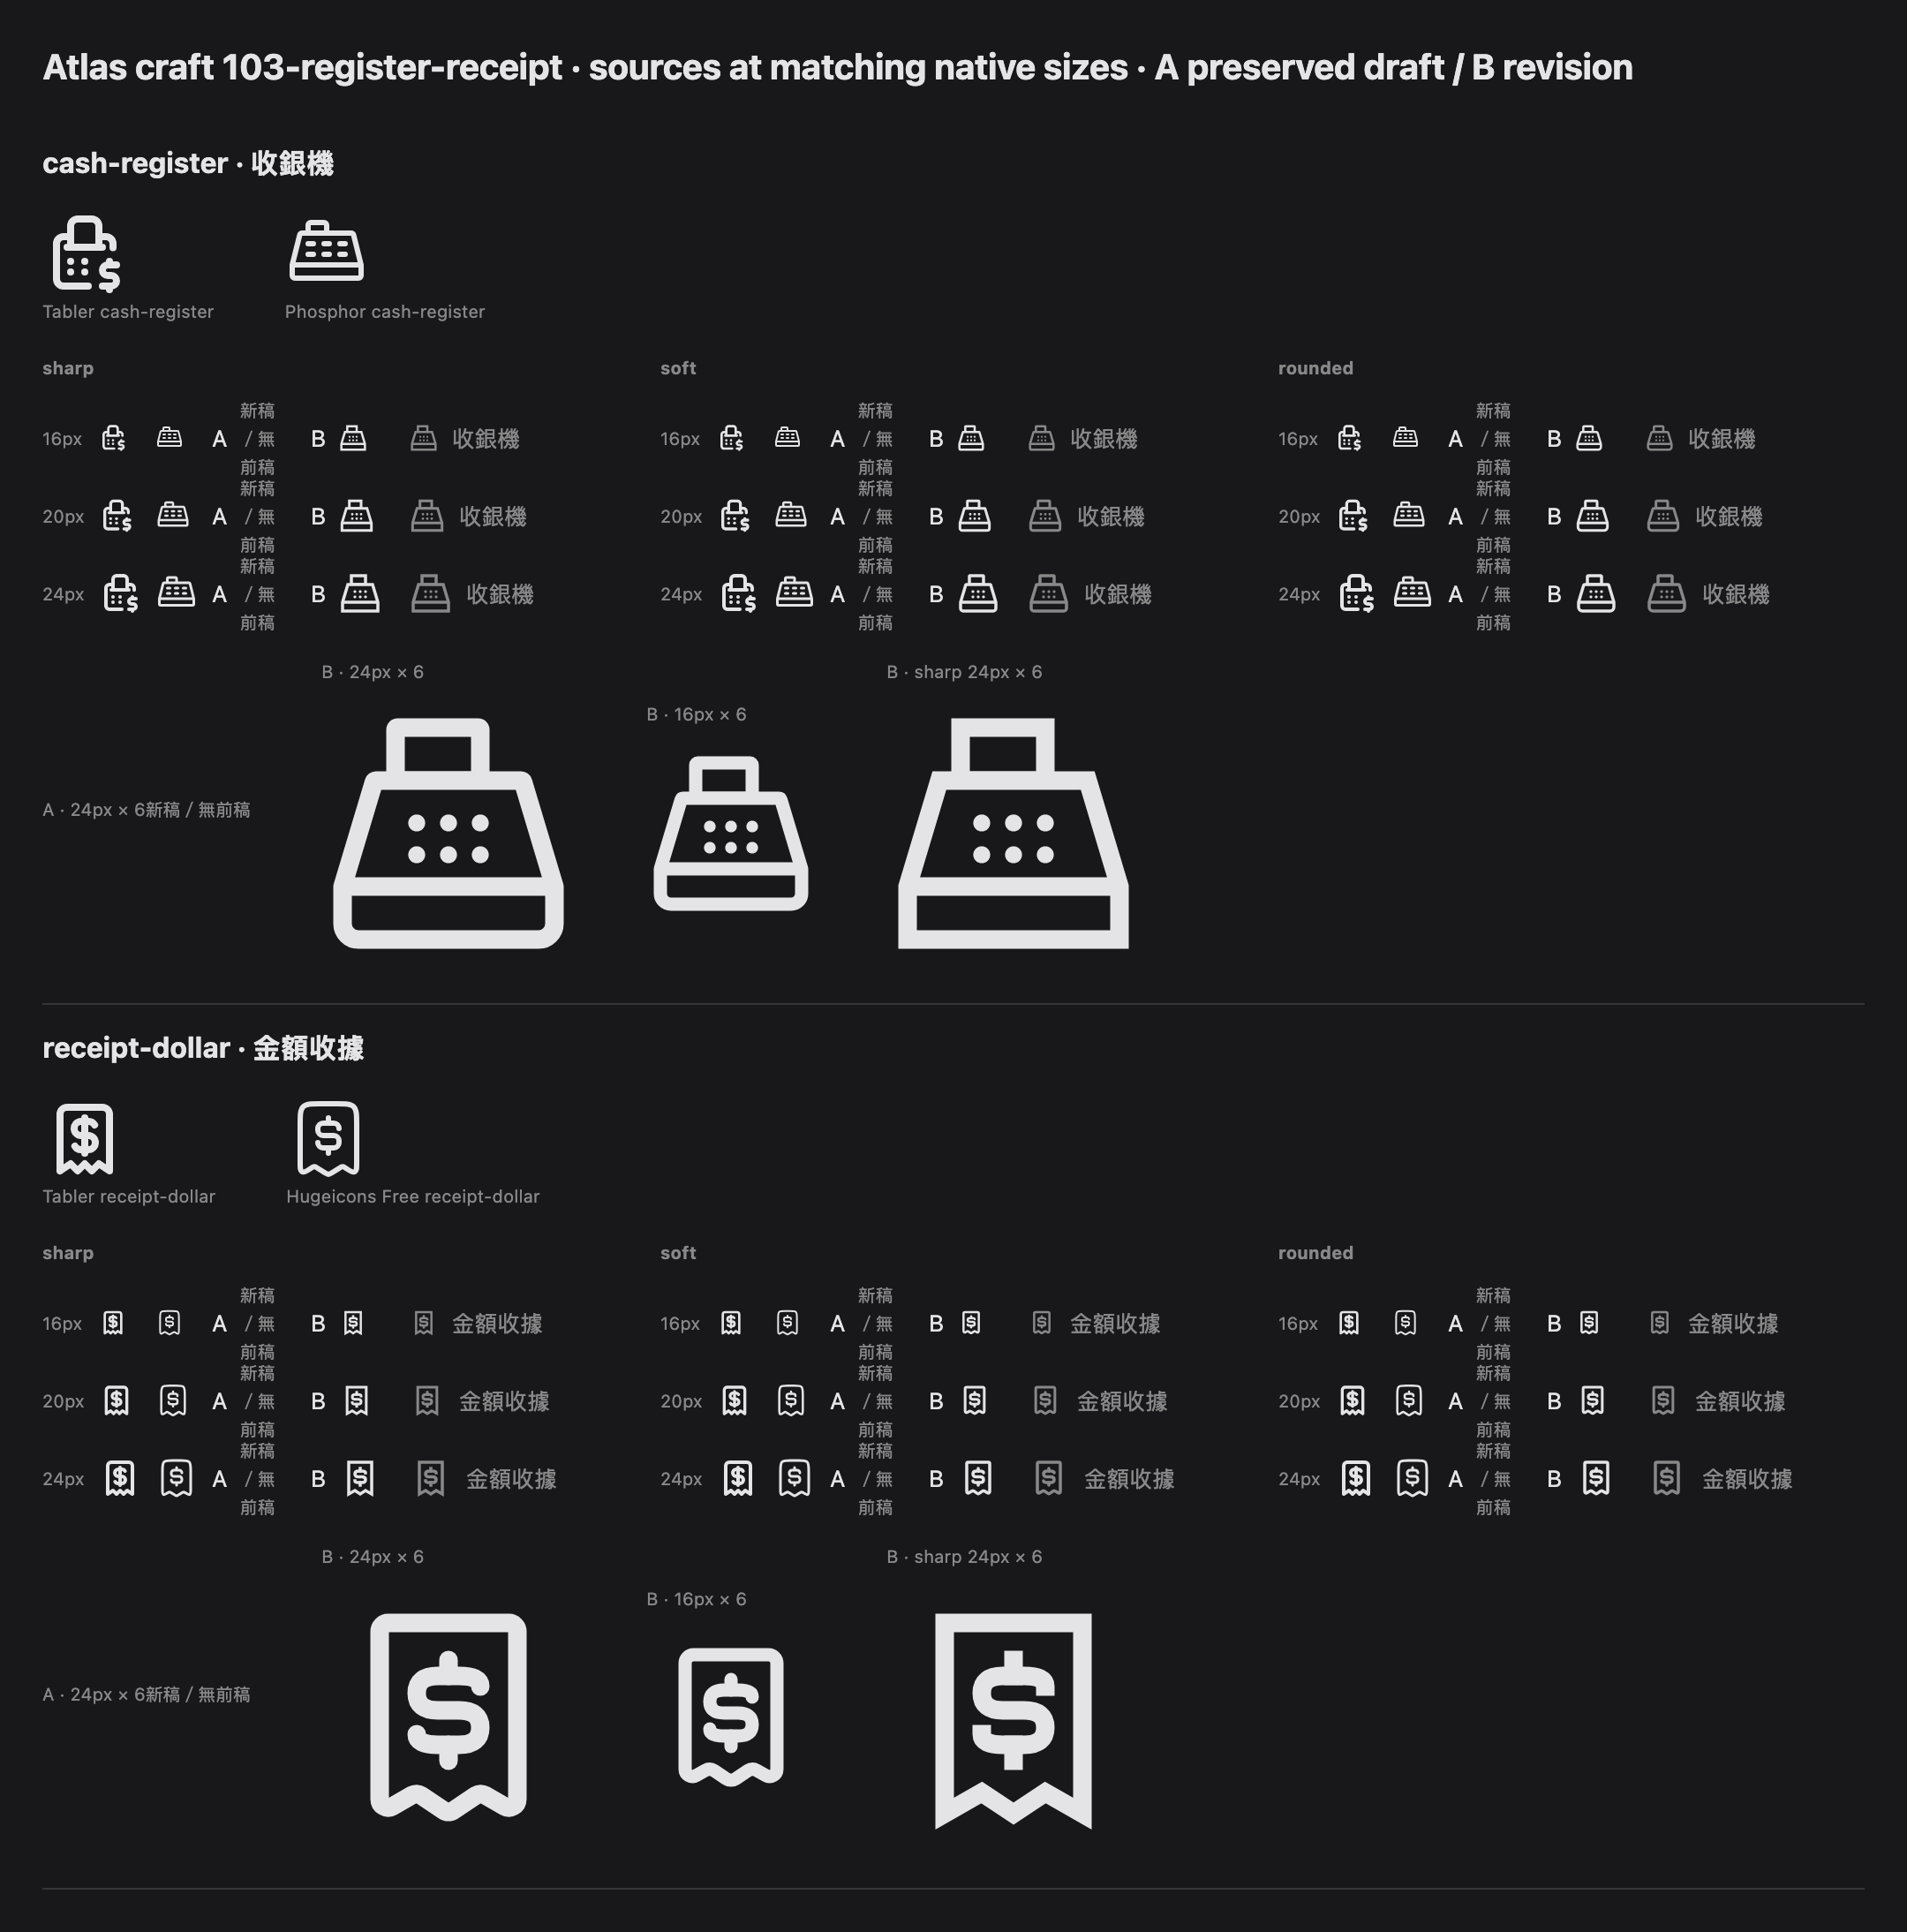 Atlas craft 103-register-receipt · sources at matching native sizes · A preserved draft / B revision
cash-register · 收銀機
Tabler cash-register
Phosphor cash-register
sharp
16px A 新稿 / 無前稿 B 收銀機
20px A 新稿 / 無前稿 B 收銀機
24px A 新稿 / 無前稿 B 收銀機
soft
16px A 新稿 / 無前稿 B 收銀機
20px A 新稿 / 無前稿 B 收銀機
24px A 新稿 / 無前稿 B 收銀機
rounded
16px A 新稿 / 無前稿 B 收銀機
20px A 新稿 / 無前稿 B 收銀機
24px A 新稿 / 無前稿 B 收銀機
A · 24px × 6新稿 / 無前稿
B · 24px × 6
B · 16px × 6
B · sharp 24px × 6
receipt-dollar · 金額收據
Tabler receipt-dollar
Hugeicons Free receipt-dollar
sharp
16px A 新稿 / 無前稿 B 金額收據
20px A 新稿 / 無前稿 B 金額收據
24px A 新稿 / 無前稿 B 金額收據
soft
16px A 新稿 / 無前稿 B 金額收據
20px A 新稿 / 無前稿 B 金額收據
24px A 新稿 / 無前稿 B 金額收據
rounded
16px A 新稿 / 無前稿 B 金額收據
20px A 新稿 / 無前稿 B 金額收據
24px A 新稿 / 無前稿 B 金額收據
A · 24px × 6新稿 / 無前稿
B · 24px × 6
B · 16px × 6
B · sharp 24px × 6